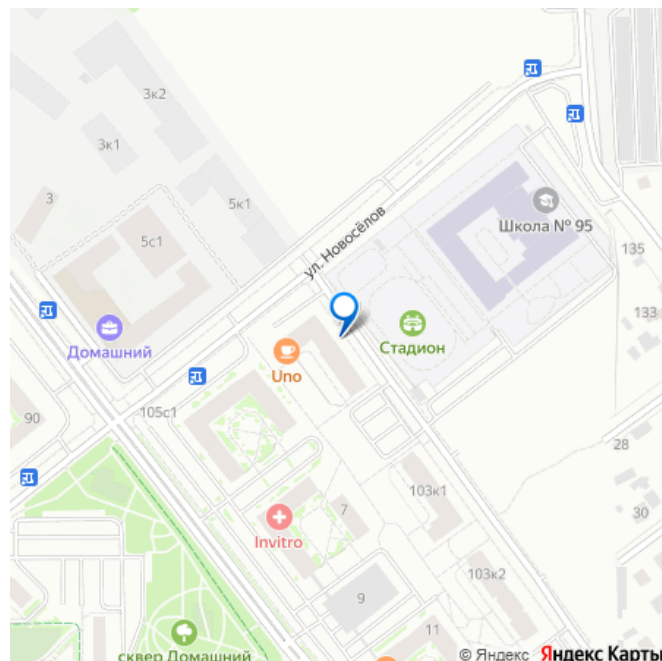 3к2
3к1
5к1
3
ул. Новосёлов
Школа № 95
5с1
135
133
Домашний
Стадион
Uno
105с1
90
28
103к1
7
30
Invitro
103к2
9
11
сквер Домашний
© Яндекс Яндекс Карты